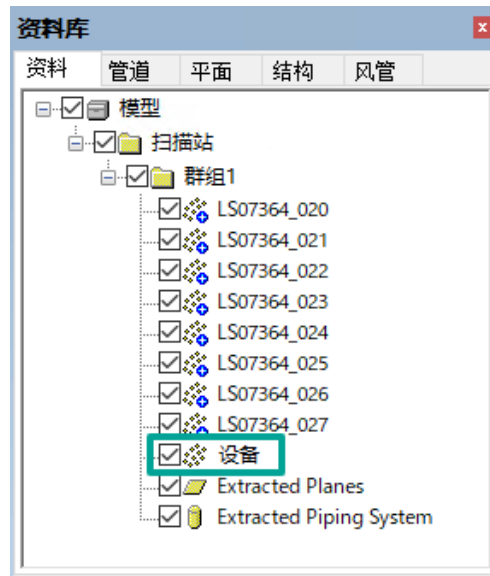 资料库
资料 管道 平面 结构 风管
模型
扫描站
群组1
LS07364_020
LS07364_021
LS07364_022
LS07364_023
LS07364_024
LS07364_025
LS07364_026
LS07364_027
设备
Extracted Planes
Extracted Piping System